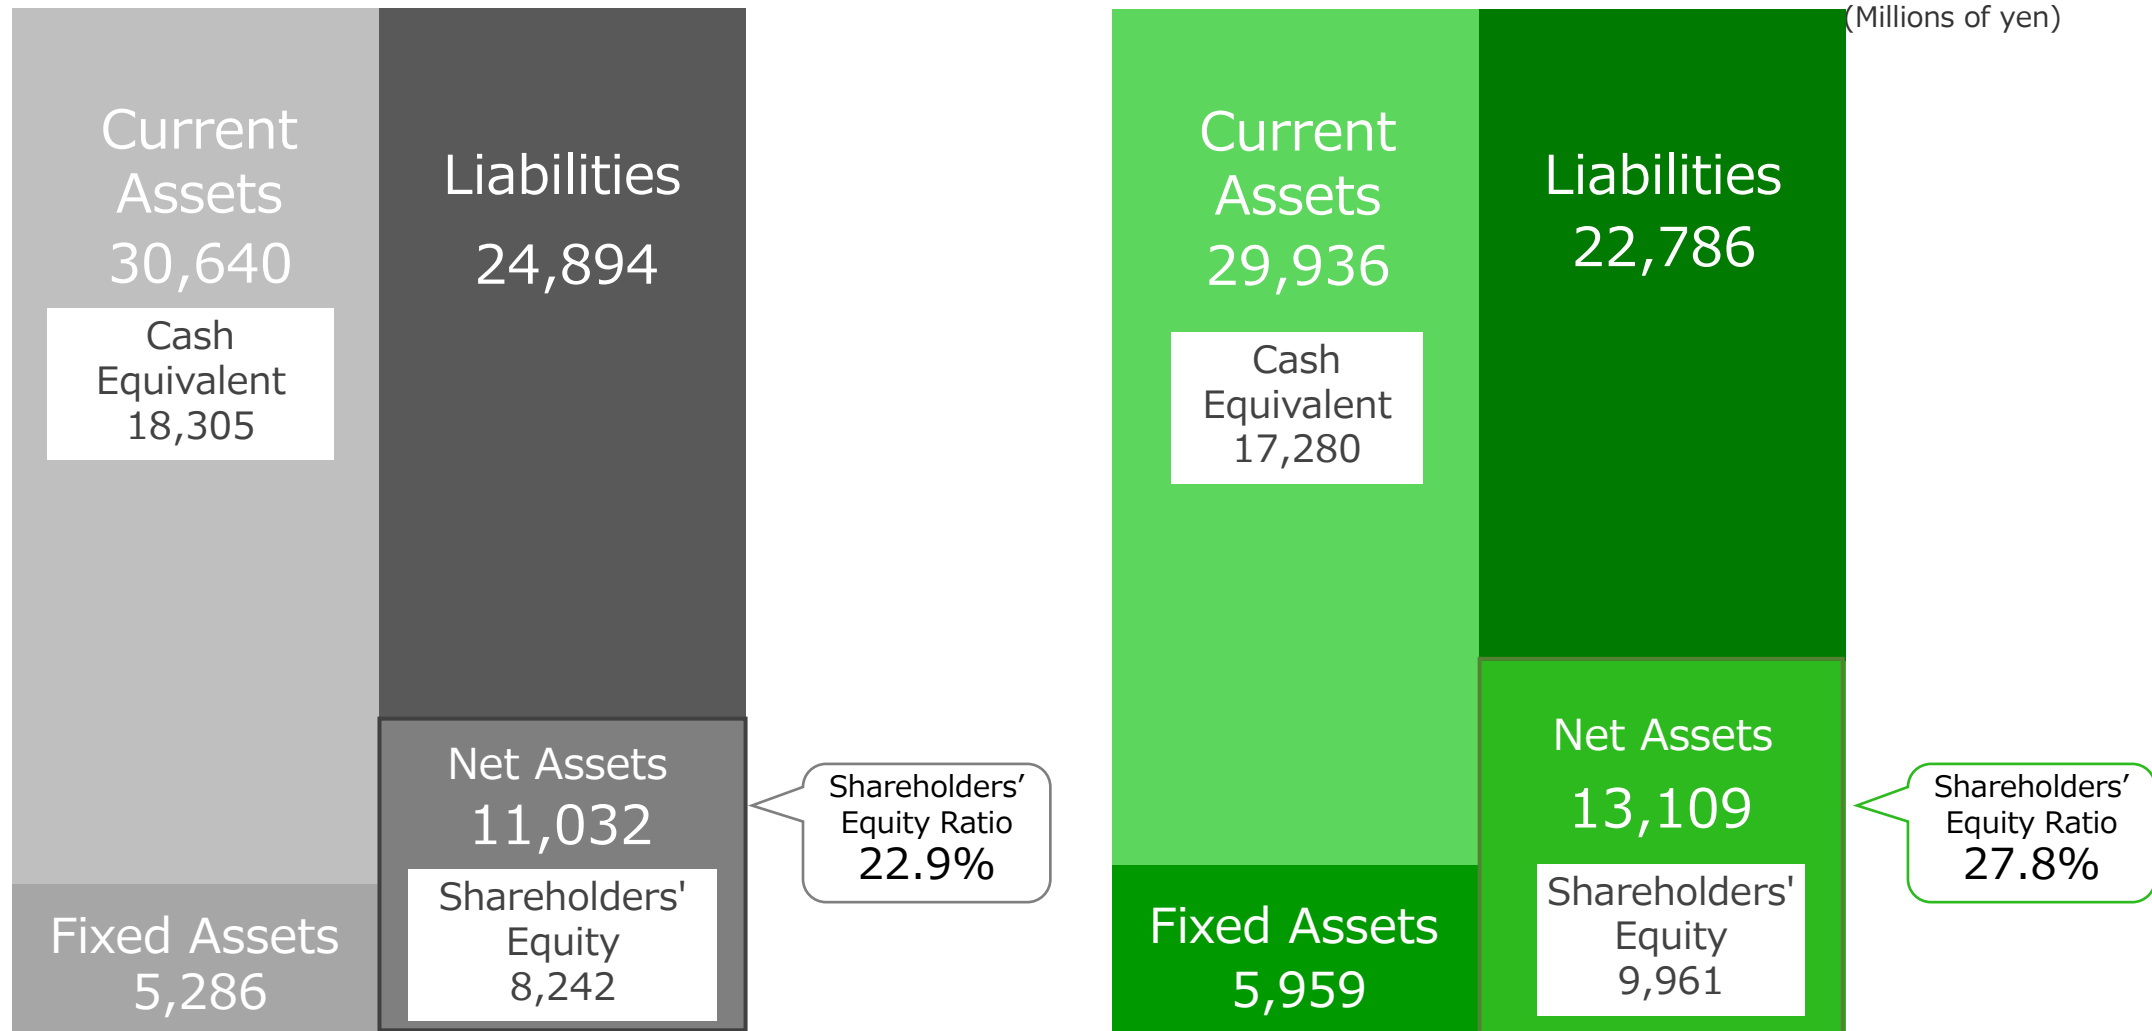 (Millions of yen)
Current
Assets
30,640
Cash
Equivalent
18,305
Fixed Assets
5,286
Liabilities
24,894
Net Assets
11,032
Shareholders'
Equity
8,242
Shareholders’
Equity Ratio
22.9%
Current
Assets
29,936
Cash
Equivalent
17,280
Fixed Assets
5,959
Liabilities
22,786
Net Assets
13,109
Shareholders'
Equity
9,961
Shareholders’
Equity Ratio
27.8%